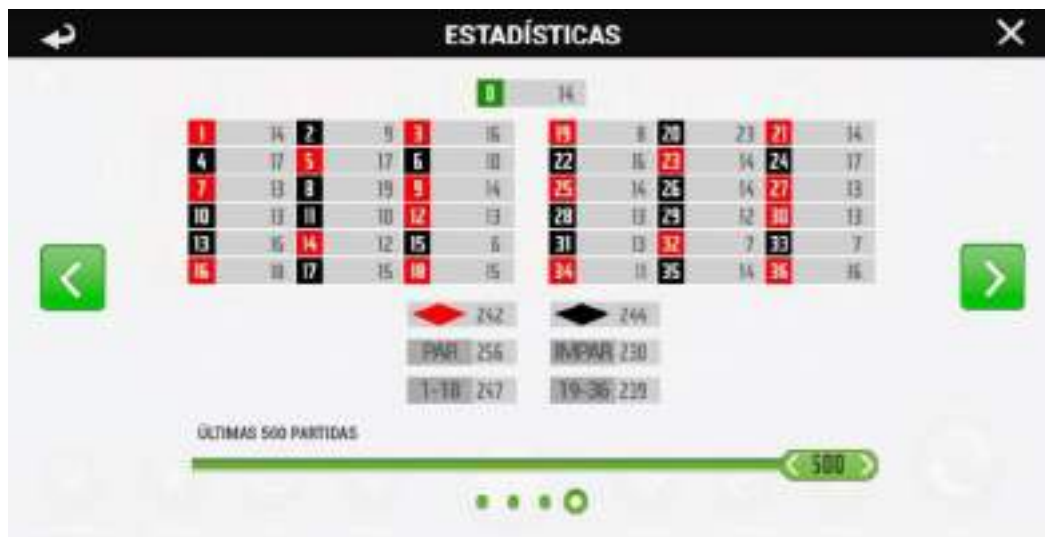 ESTADÍSTICAS
0 14
1 14 2 9 3 16 19 8 20 23 21 14
4 17 5 17 6 10 22 16 23 14 24 17
7 13 8 19 9 14 25 14 26 14 27 13
10 13 11 10 12 13 28 13 29 12 30 13
13 16 14 12 15 6 31 13 32 7 33 7
16 18 17 15 18 15 34 11 35 14 36 16
242 244
PAR 256 IMPAR 230
1-18 247 19-36 239
ÚLTIMAS 500 PARTIDAS
500